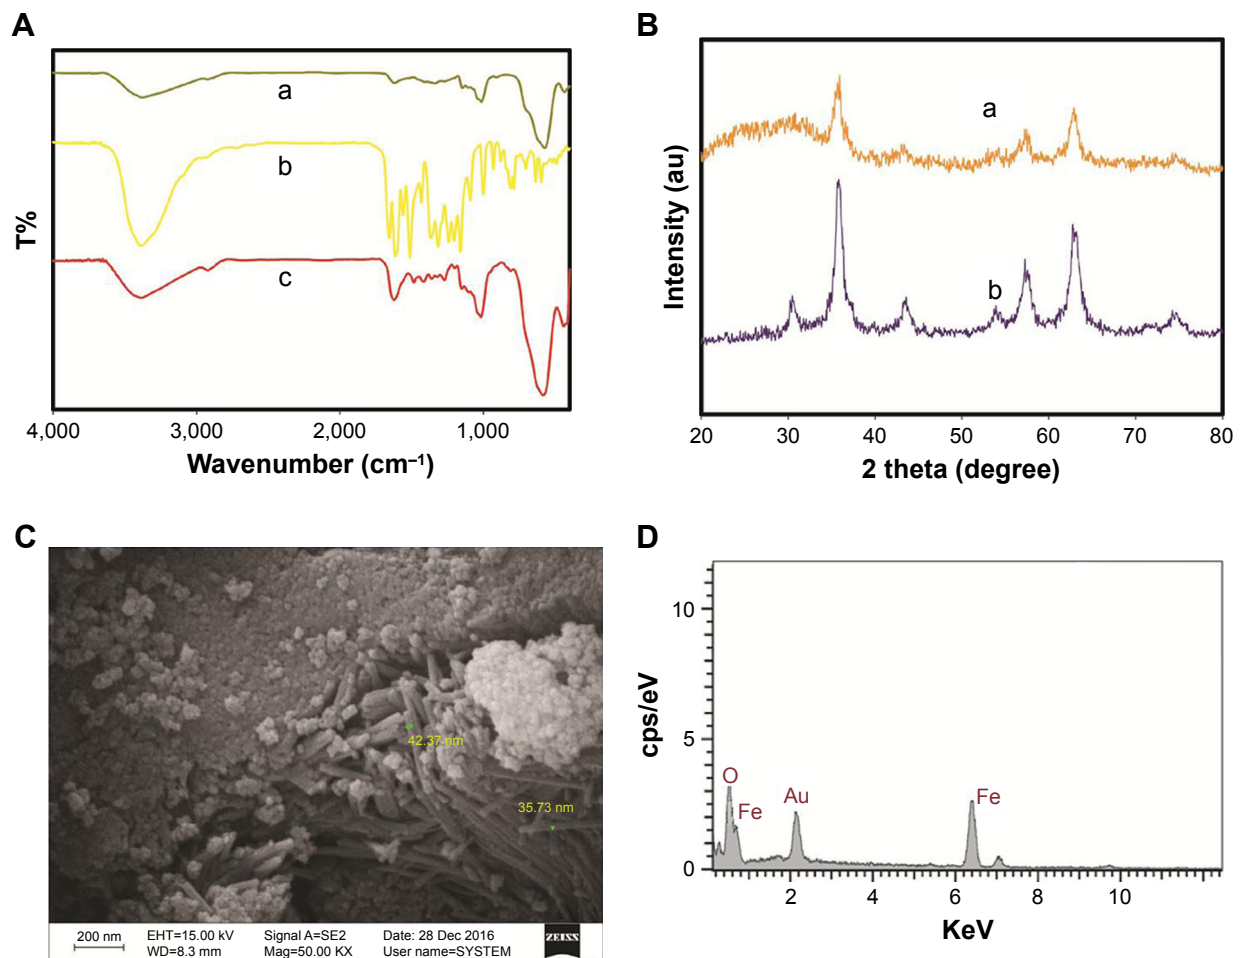 A
a
b
c
T%
4,000
3,000
2,000
1,000
Wavenumber (cm⁻¹)
B
a
b
Intensity (au)
20
30
40
50
60
70
80
2 theta (degree)
C
42.37 nm
35.73 nm
200 nm
EHT=15.00 kV
Signal A=SE2
Date: 28 Dec 2016
WD=8.3 mm
Mag=50.00 KX
User name=SYSTEM
ZEISS
D
10
5
0
cps/eV
O
Fe
Au
Fe
2
4
6
8
10
KeV